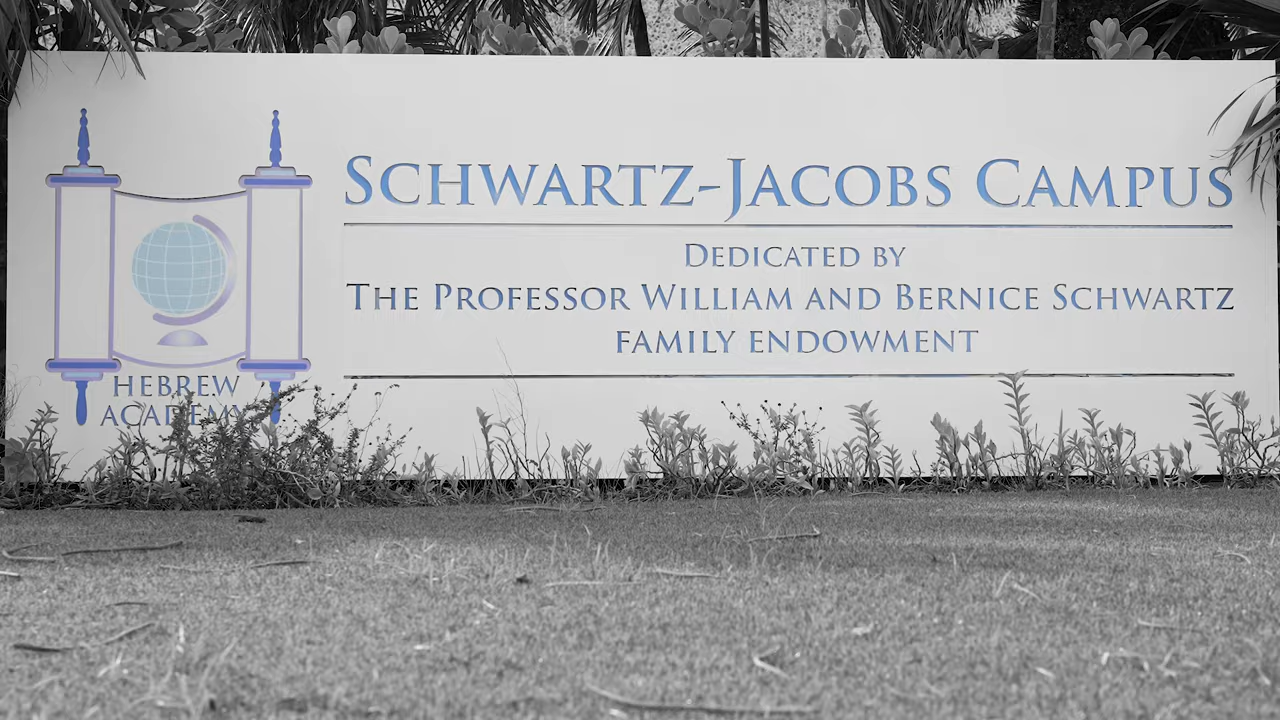 SCHWARTZ-JACOBS CAMPUS
DEDICATED BY
THE PROFESSOR WILLIAM AND BERNICE SCHWARTZ
FAMILY ENDOWMENT
HEBREW
ACADEMY